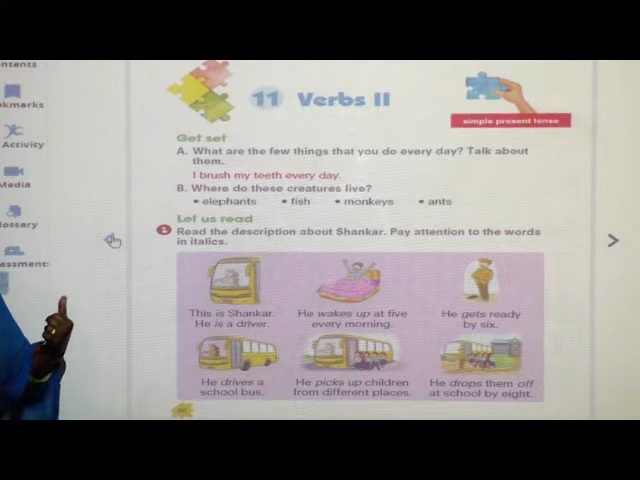 ntents
okmarks
Activity
Media
lossary
essments
11 Verbs II
simple present tense
Get set
A. What are the few things that you do every day? Talk about
them.
I brush my teeth every day.
B. Where do these creatures live?
• elephants • fish • monkeys • ants
Let us read
1 Read the description about Shankar. Pay attention to the words
in italics.
This is Shankar.
He is a driver.
He wakes up at five
every morning.
He gets ready
by six.
He drives a
school bus.
He picks up children
from different places.
He drops them off
at school by eight.